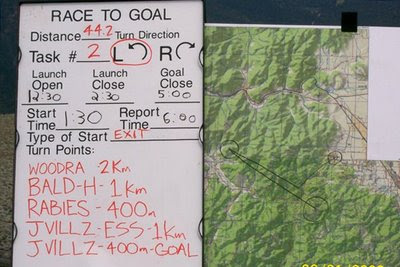 RACE TO GOAL
Distance 44.2 Turn Direction
Task # 2 L R
Launch Open Launch Close Goal Close
12:30 2:30 5:00
Start Time 1:30 Report Time 6:00
Type of Start EXIT
Turn Points:
WOODRA - 2Km
BALD-H - 1km
RABIES - 400m
JVILLZ-ESS-1Km
JVILLZ-400m-GOAL